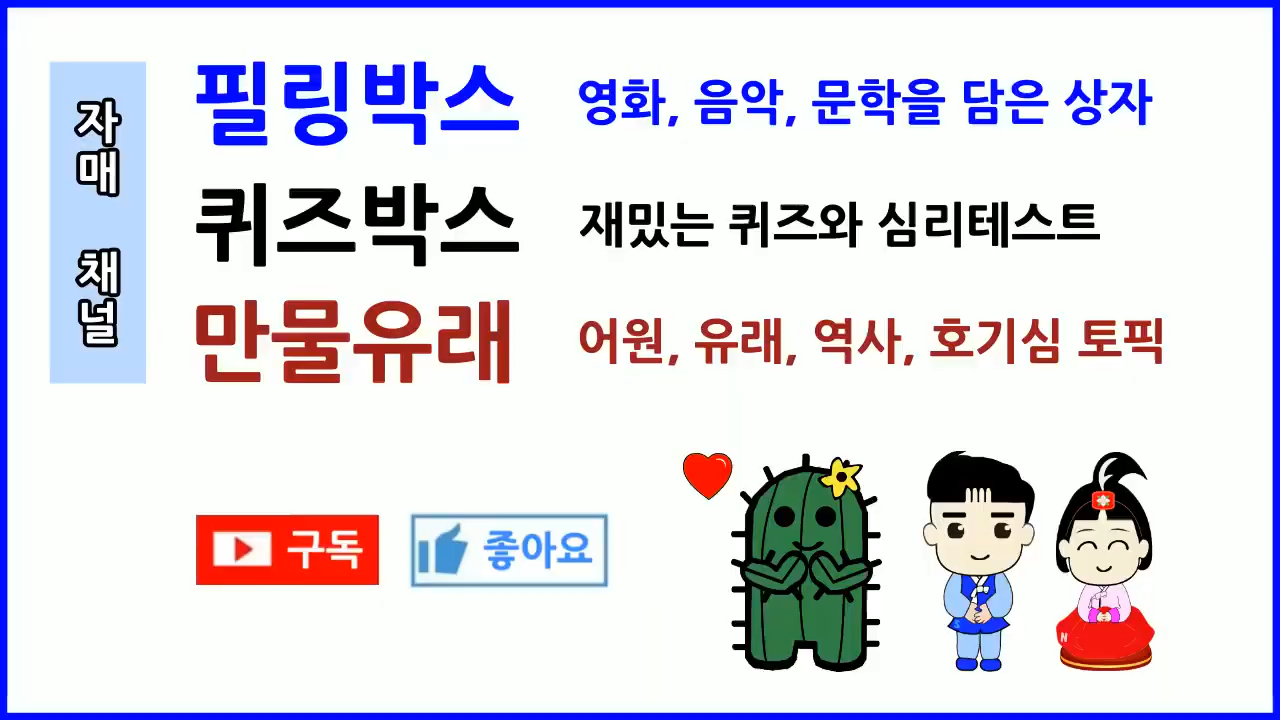 자매 채널
필링박스 영화, 음악, 문학을 담은 상자
퀴즈박스 재밌는 퀴즈와 심리테스트
만물유래 어원, 유래, 역사, 호기심 토픽
구독 좋아요
N